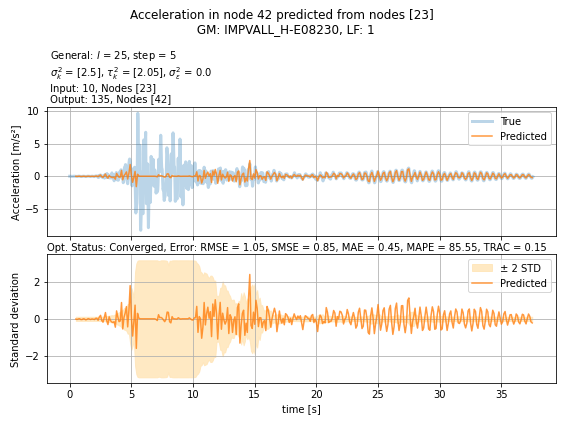 Acceleration in node 42 predicted from nodes [23]
GM: IMPVALL_H-E08230, LF: 1
General: l = 25, step = 5
σ²ₖ = [2.5], τ²ₖ = [2.05], σ²ε = 0.0
Input: 10, Nodes [23]
Output: 135, Nodes [42]
10
5
0
−5
Acceleration [m/s²]
True
Predicted
Opt. Status: Converged, Error: RMSE = 1.05, SMSE = 0.85, MAE = 0.45, MAPE = 85.55, TRAC = 0.15
2
0
−2
Standard deviation
± 2 STD
Predicted
0 5 10 15 20 25 30 35
time [s]